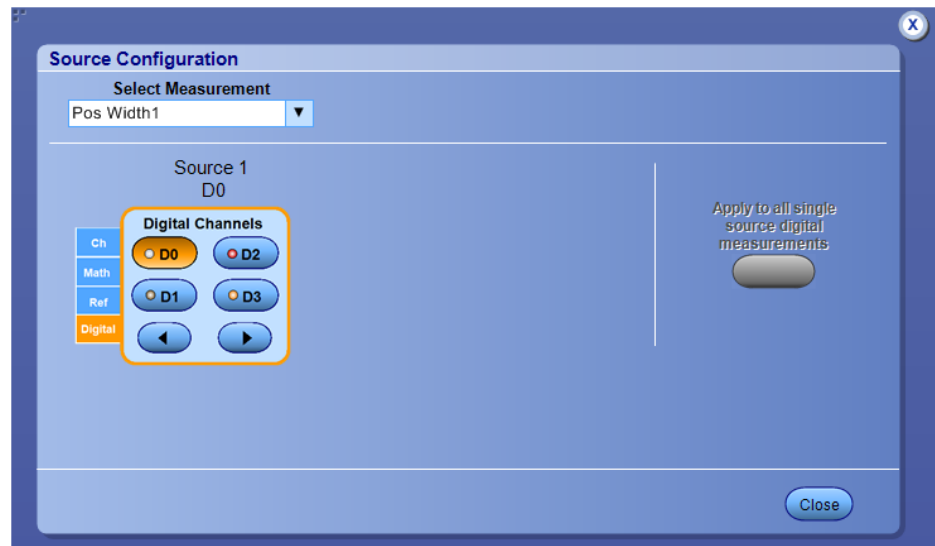 X
Source Configuration
Select Measurement
Pos Width1
Source 1
D0
Digital Channels
Ch
Math
Ref
Digital
D0
D2
D1
D3
Apply to all single
source digital
measurements
Close